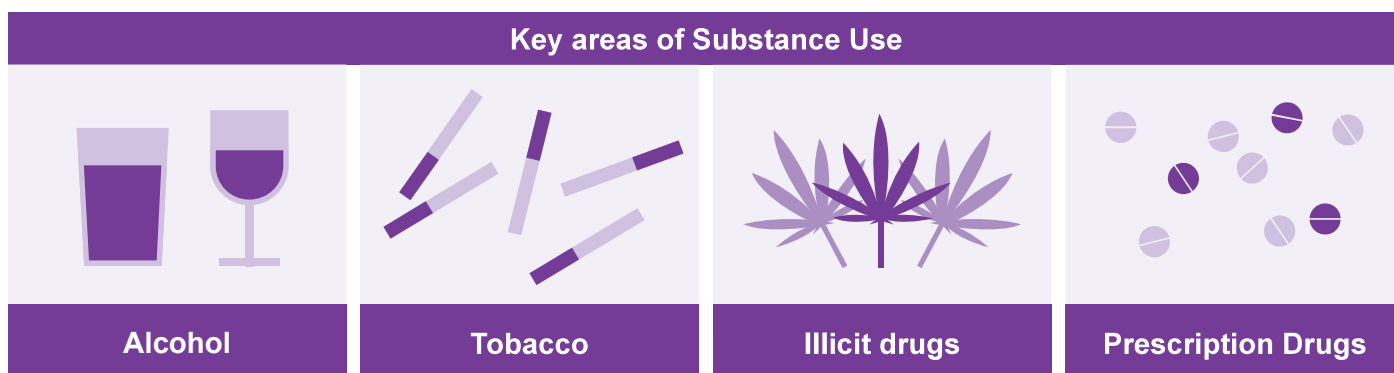 Key areas of Substance Use
Alcohol
Tobacco
Illicit drugs
Prescription Drugs